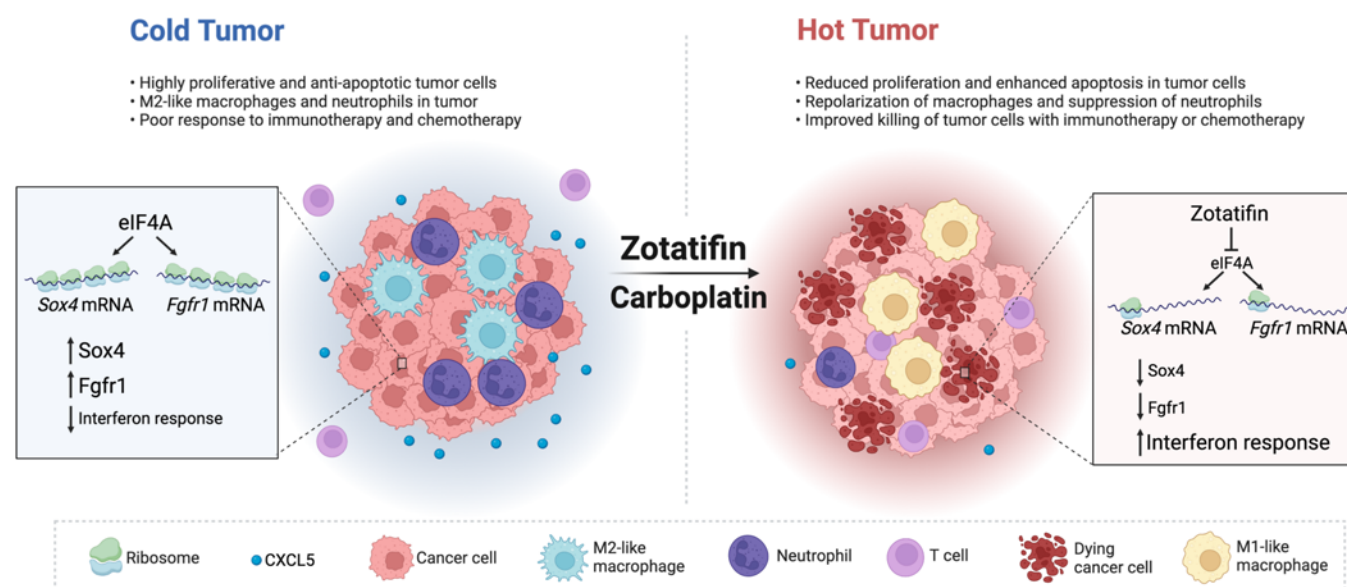 Cold Tumor
• Highly proliferative and anti-apoptotic tumor cells
• M2-like macrophages and neutrophils in tumor
• Poor response to immunotherapy and chemotherapy
eIF4A
Sox4 mRNA Fgfr1 mRNA
Sox4
Fgfr1
Interferon response
Zotatifin
Carboplatin
Hot Tumor
• Reduced proliferation and enhanced apoptosis in tumor cells
• Repolarization of macrophages and suppression of neutrophils
• Improved killing of tumor cells with immunotherapy or chemotherapy
Zotatifin
eIF4A
Sox4 mRNA Fgfr1 mRNA
Sox4
Fgfr1
Interferon response
Ribosome
CXCL5
Cancer cell
M2-like
macrophage
Neutrophil
T cell
Dying
cancer cell
M1-like
macrophage